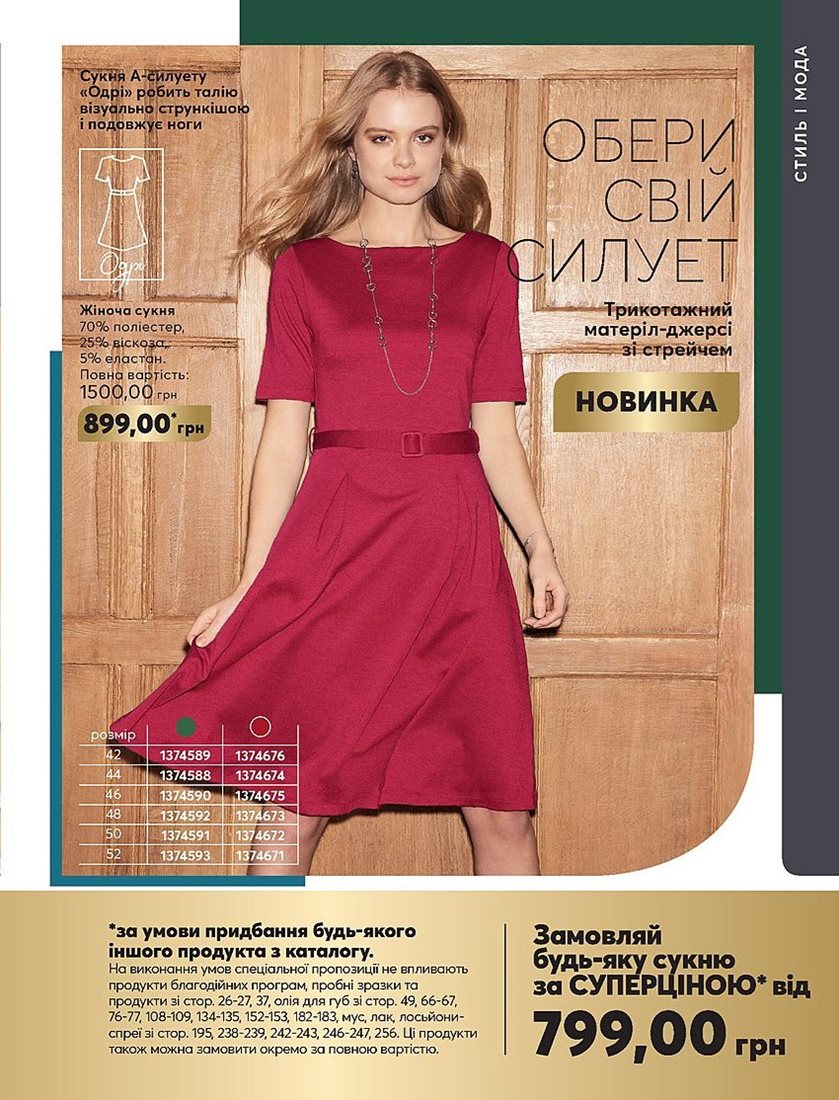 СТИЛЬ І МОДА
Сукня А-силуету
«Одрі» робить талію
візуально стрункішою
і подовжує ноги
Одрі
ОБЕРИ
СВІЙ
СИЛУЕТ
Трикотажний
матеріл-джерсі
зі стрейчем
НОВИНКА
Жіноча сукня
70% поліестер,
25% віскоза,
5% еластан.
Повна вартість:
1500,00 грн
899,00* грн
розмір
42 1374589 1374676
44 1374588 1374674
46 1374590 1374675
48 1374592 1374673
50 1374591 1374672
52 1374593 1374671
*за умови придбання будь-якого
іншого продукта з каталогу.
На виконання умов спеціальної пропозиції не впливають
продукти благодійних програм, пробні зразки та
продукти зі стор. 26-27, 37, олія для губ зі стор. 49, 66-67,
76-77, 108-109, 134-135, 152-153, 182-183, мус, лак, лосьйони-
спреї зі стор. 195, 238-239, 242-243, 246-247, 256. Ці продукти
також можна замовити окремо за повною вартістю.
Замовляй
будь-яку сукню
за СУПЕРЦІНОЮ* від
799,00 грн